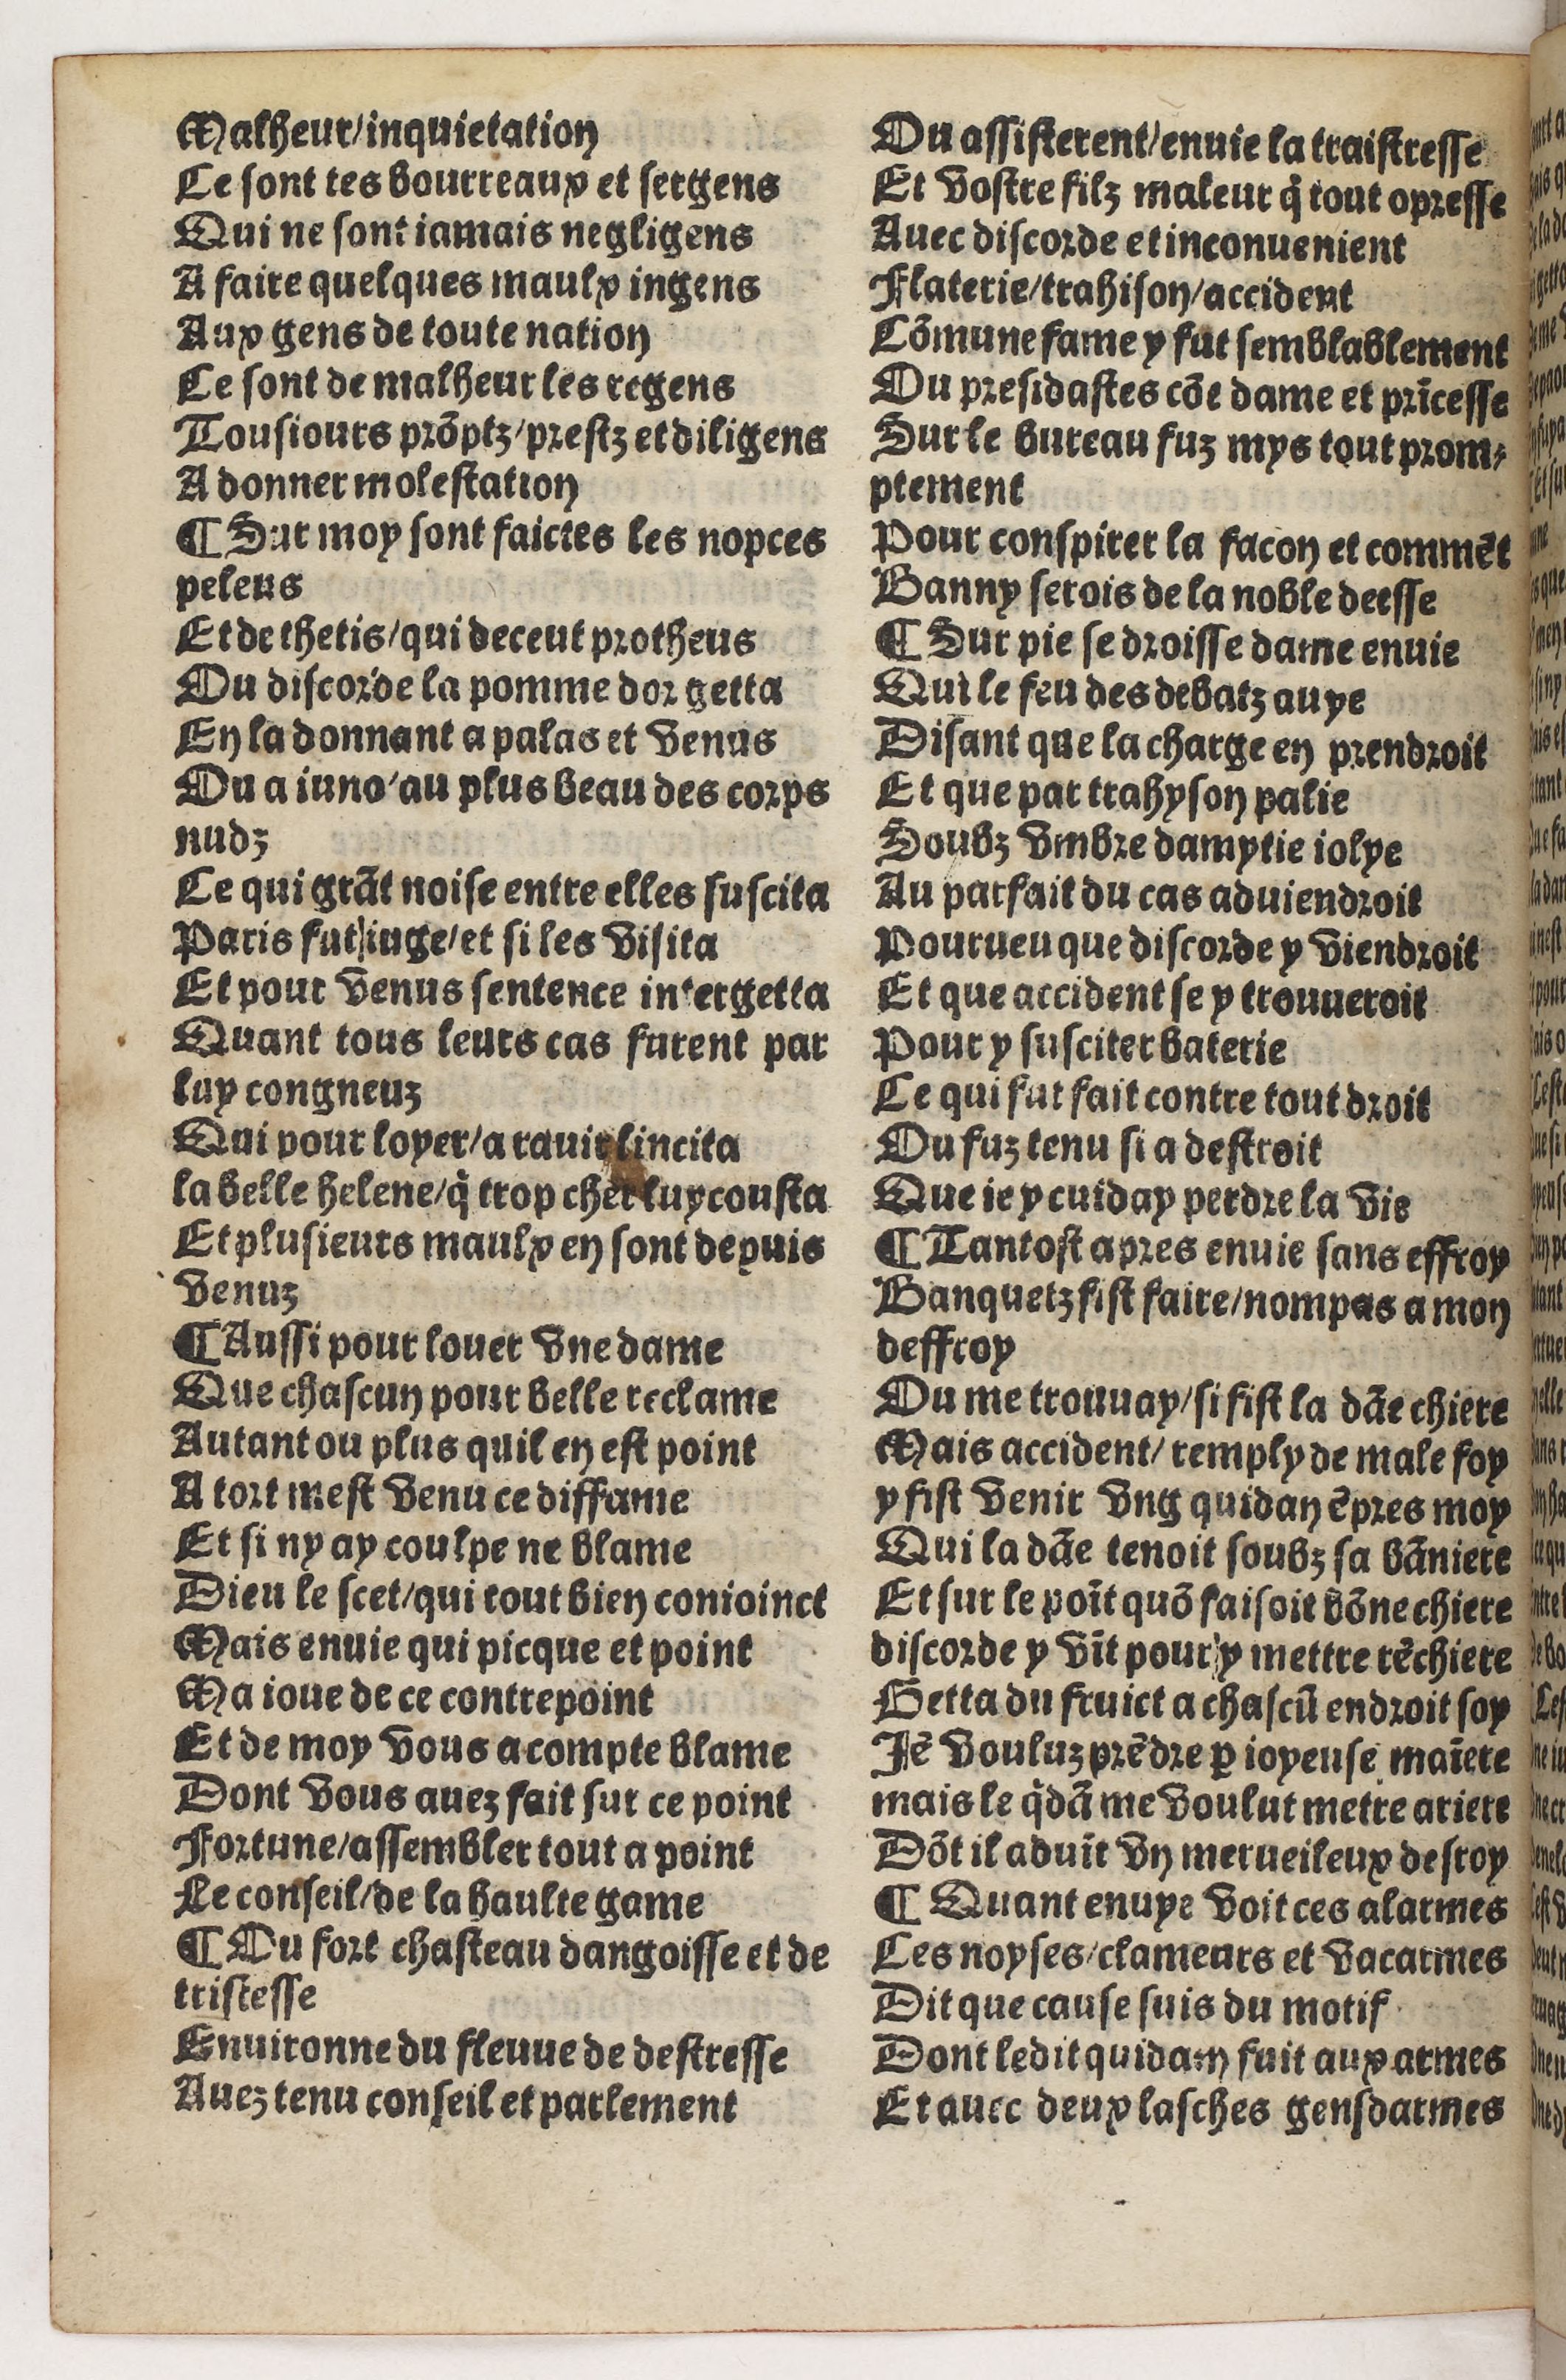 Malheur/inquietation
Ce sont tes bourreaux et sergens
Qui ne sont iamais negligens
A faire quelques maulx ingens
Aux gens de toute nation
Ce sont de malheur les regens
Tousiours prõptz/prestz et diligens
A donner molestation
¶ Sur moy sont faictes les nopces
peleus
Et de thetis/qui deceut protheus
Ou discorde la pomme dor getta
En la donnant a palas et venus
Ou a iuno/au plus beau des corps
nudz
Ce qui grãt noise entre elles suscita
Paris fut iuge/et si les visita
Et pour venus sentence intergetta
Quant tous leurs cas furent par
luy congneuz
Qui pour loyer/a rauir lincita
la belle helene/q̃ trop cher luy cousta
Et plusieurs maulx en sont depuis
venuz
¶ Aussi pour louer vne dame
Que chascun pour belle reclame
Autant ou plus quil en est point
A tort mest venu ce diffame
Et si ny ay coulpe ne blame
Dieu le scet/qui tout bien conioinct
Mais enuie qui picque et point
Ma ioue de ce contrepoint
Et de moy vous a compte blame
Dont vous auez fait sur ce point
Fortune/assembler tout a point
Le conseil/de la haulte game
¶ Ou fort chasteau dangoisse et de
tristesse
Enuironne du fleuue de destresse
Auez tenu conseil et parlement
Ou assisterent/enuie la traistresse
Et vostre filz maleur q̃ tout opresse
Auec discorde et inconuenient
Flaterie/trahison/accident
Cõmune fame y fut semblablement
Ou presidastes cõe dame et prĩcesse
Sur le bureau fuz mys tout prom⸗
ptement
Pour conspirer la facon et commẽt
Banny serois de la noble deesse
¶ Sur pie se droisse dame enuie
Qui le feu des debatz auye
Disant que la charge en prendroit
Et que par trahyson palie
Soubz vmbre damytie iolye
Au parfait du cas aduiendroit
Pourueu que discorde y viendroit
Et que accident se y trouueroit
Pour y susciter baterie
Ce qui fut fait contre tout droit
Ou fuz tenu si a destroit
Que ie y cuiday perdre la vie
¶ Tantost apres enuie sans effroy
Banquetz fist faire/nompas a mon
deffroy
Ou me trouuay/si fist la dãe chiere
Mais accident/ remply de male foy
y fist venir vng quidan ẽpres moy
Qui la dãe tenoit soubz sa bãniere
Et sur le poĩt quõ faisoit bõne chiere
discorde y vĩt pour y mettre rẽchiere
Getta du fruict a chascũ endroit soy
Jẽ vouluz prẽdre ꝑ ioyeuse maĩere
mais le q̃dã me voulut metre ariere
Dõt il aduĩt vn merueileux desroy
¶ Quant enuye voit ces alarmes
Ces noyses/clameurs et vacarmes
Dit que cause suis du motif
Dont ledit quidam fuit aux armes
Et auec deux lasches gensdarmes